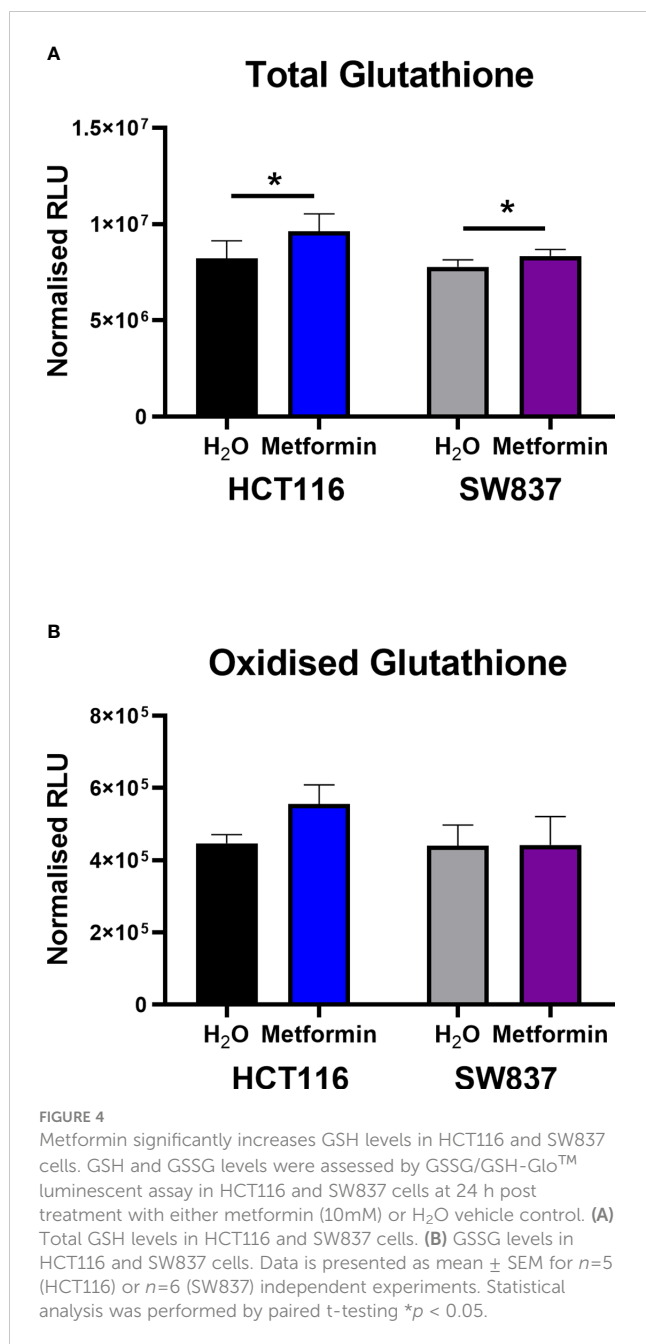 A
Total Glutathione
Normalised RLU
1.5×10⁷
1×10⁷
5×10⁶
0
*
*
H₂O Metformin H₂O Metformin
HCT116 SW837
B
Oxidised Glutathione
Normalised RLU
8×10⁵
6×10⁵
4×10⁵
2×10⁵
0
H₂O Metformin H₂O Metformin
HCT116 SW837
FIGURE 4
Metformin significantly increases GSH levels in HCT116 and SW837
cells. GSH and GSSG levels were assessed by GSSG/GSH-Glo™
luminescent assay in HCT116 and SW837 cells at 24 h post
treatment with either metformin (10mM) or H₂O vehicle control. (A)
Total GSH levels in HCT116 and SW837 cells. (B) GSSG levels in
HCT116 and SW837 cells. Data is presented as mean ± SEM for n=5
(HCT116) or n=6 (SW837) independent experiments. Statistical
analysis was performed by paired t-testing *p < 0.05.